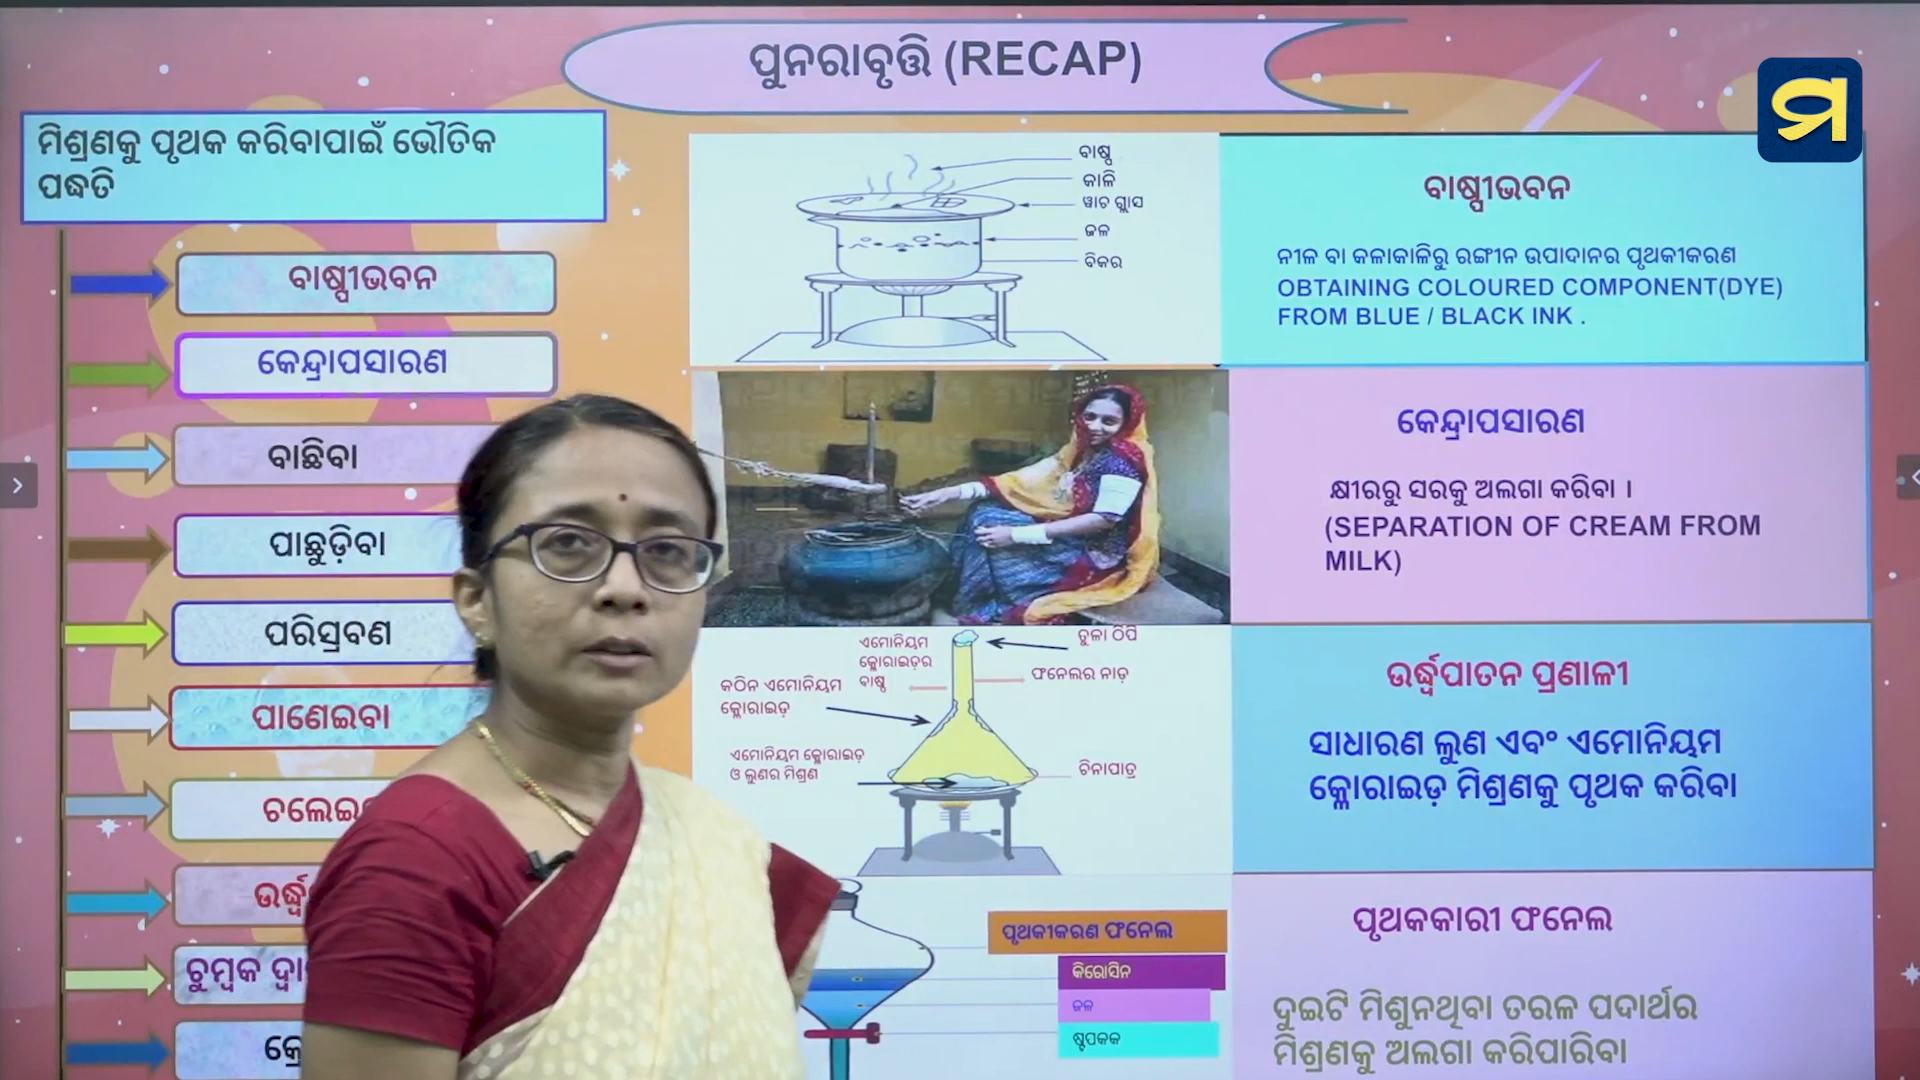 ପୁନରାବୃତ୍ତି (RECAP)
ମ
ମିଶ୍ରଣକୁ ପୃଥକ କରିବାପାଇଁ ଭୌତିକ
ପଦ୍ଧତି
ବାଷ୍ପୀଭବନ
କେନ୍ଦ୍ରାପସାରଣ
ବାଛିବା
ପାଛୁଡ଼ିବା
ପରିସ୍ରବଣ
ପାଣେଇବା
ଚୁମ୍ବକ
ବାଷ୍ପ
କାଳି
ୱାଚ ଗ୍ଲାସ
ଜଳ
ବିକର
ବାଷ୍ପୀଭବନ
ନୀଳ ବା କଳାକାଳିରୁ ରଙ୍ଗୀନ ଉପାଦାନର ପୃଥକୀକରଣ
OBTAINING COLOURED COMPONENT(DYE)
FROM BLUE / BLACK INK .
କେନ୍ଦ୍ରାପସାରଣ
କ୍ଷୀରରୁ ସରକୁ ଅଲଗା କରିବା ।
(SEPARATION OF CREAM FROM
MILK)
ତୁଳା ଠିପି
ଏମୋନିୟମ
କ୍ଲୋରାଇଡ଼ର
ବାଷ୍ପ
ଫନେଲର ନାଡ଼
କଠିନ ଏମୋନିୟମ
କ୍ଲୋରାଇଡ଼
ଏମୋନିୟମ କ୍ଲୋରାଇଡ଼
ଓ ଲୁଣର ମିଶ୍ରଣ
ଚିନାପାତ୍ର
ଉର୍ଦ୍ଧ୍ୱପାତନ ପ୍ରଣାଳୀ
ସାଧାରଣ ଲୁଣ ଏବଂ ଏମୋନିୟମ
କ୍ଲୋରାଇଡ଼ ମିଶ୍ରଣକୁ ପୃଥକ କରିବା
ପୃଥକୀକରଣ ଫନେଲ
କିରୋସିନ
ଜଳ
ଷ୍ଟପକକ
ପୃଥକକାରୀ ଫନେଲ
ଦୁଇଟି ମିଶୁନଥିବା ତରଳ ପଦାର୍ଥର
ମିଶ୍ରଣକୁ ଅଲଗା କରିପାରିବା